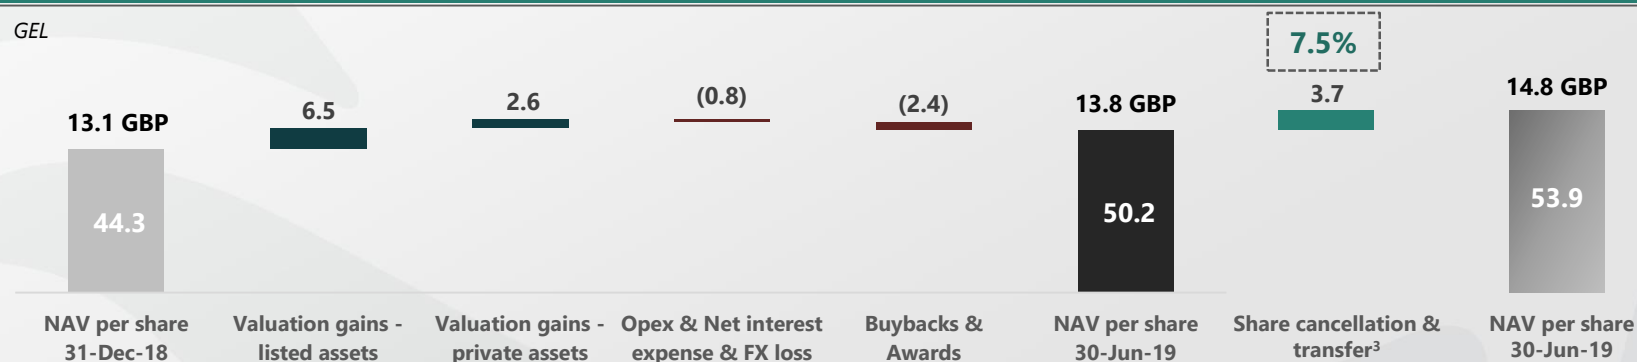 GEL
7.5%
13.1 GBP
6.5
2.6
(0.8)
(2.4)
13.8 GBP
3.7
14.8 GBP
44.3
50.2
53.9
NAV per share
31-Dec-18
Valuation gains -
listed assets
Valuation gains -
private assets
Opex & Net interest
expense & FX loss
Buybacks &
Awards
NAV per share
30-Jun-19
Share cancellation &
transfer³
NAV per share
30-Jun-19